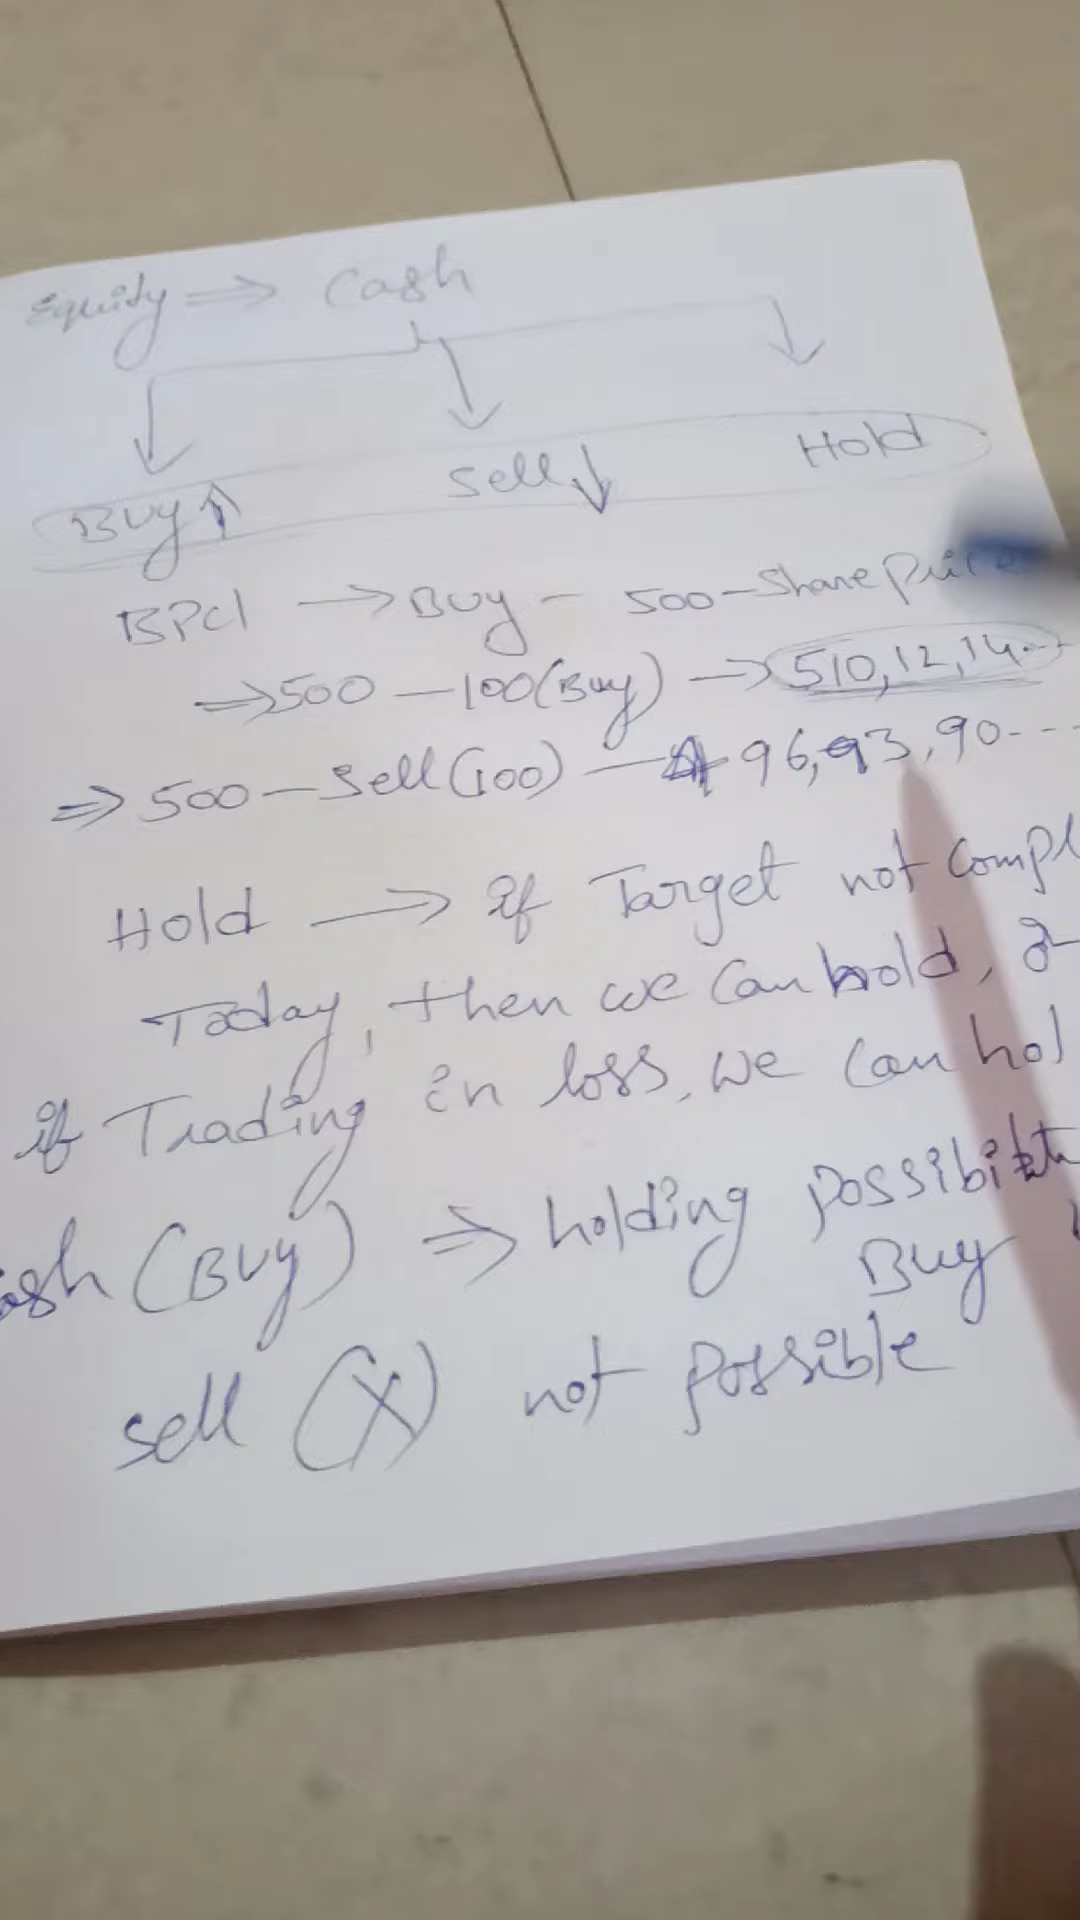 Equity ⇒ Cash
Buy ↑ Sell ↓ Hold
BPCl → Buy - 500 - Share Price
⇒ 500 - 100 (Buy) → 510, 12, 14...
⇒ 500 - Sell (100) - 96, 93, 90---
Hold → if Target not
Today, then we can hold,
if Trading in loss, we can
(Buy) ⇒ holding
Buy
sell (X) not possible